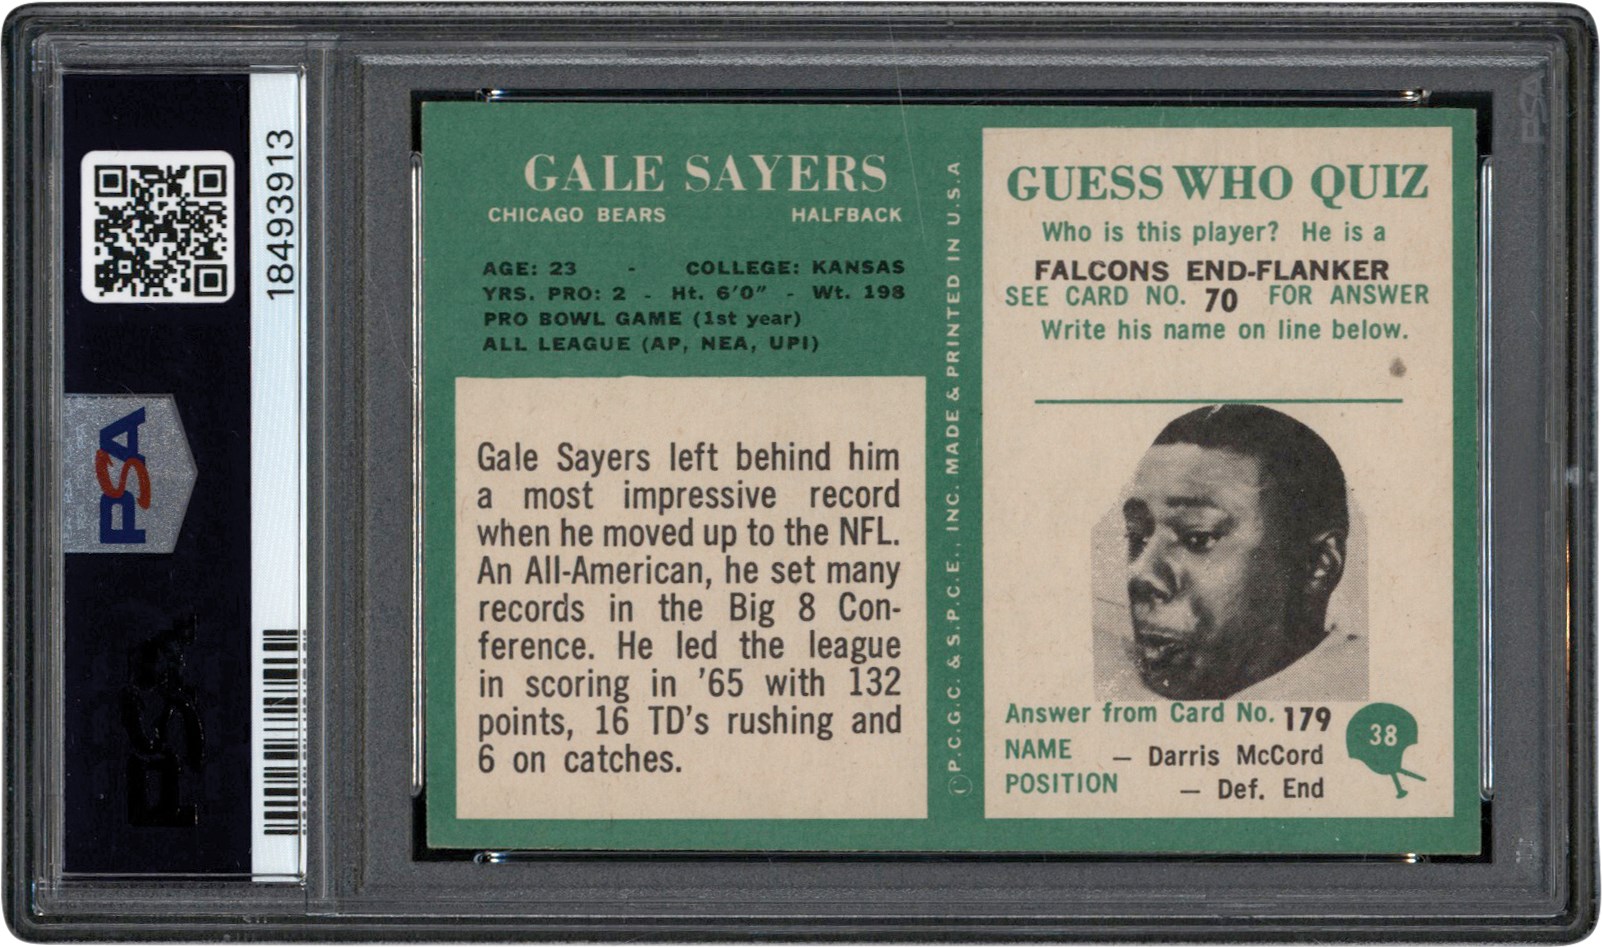 18493913
PSA
PSA
PSA
GALE SAYERS
CHICAGO BEARS HALFBACK
AGE: 23 - COLLEGE: KANSAS
YRS. PRO: 2 - Ht. 6'0" - Wt. 198
PRO BOWL GAME (1st year)
ALL LEAGUE (AP, NEA, UPI)
Gale Sayers left behind him
a most impressive record
when he moved up to the NFL.
An All-American, he set many
records in the Big 8 Con-
ference. He led the league
in scoring in '65 with 132
points, 16 TD's rushing and
6 on catches.
© P.C.G.C. & S.P.C.E., INC. MADE & PRINTED IN U.S.A
GUESS WHO QUIZ
Who is this player? He is a
FALCONS END-FLANKER
SEE CARD NO. 70 FOR ANSWER
Write his name on line below.
Answer from Card No. 179
NAME — Darris McCord
POSITION — Def. End
38